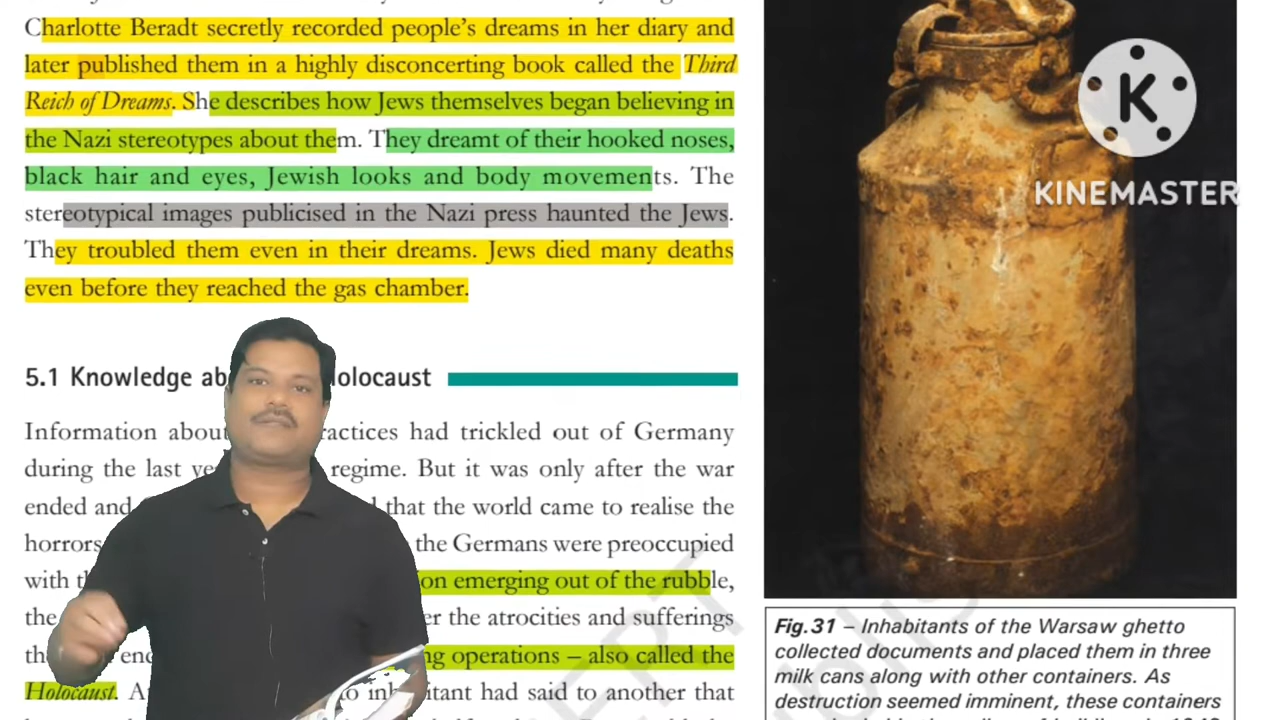 Charlotte Beradt secretly recorded people's dreams in her diary and
later published them in a highly disconcerting book called the Third
Reich of Dreams. She describes how Jews themselves began believing in
the Nazi stereotypes about them. They dreamt of their hooked noses,
black hair and eyes, Jewish looks and body movements. The
stereotypical images publicised in the Nazi press haunted the Jews.
They troubled them even in their dreams. Jews died many deaths
even before they reached the gas chamber.
5.1 Knowledge ab olocaust
Information about ractices had trickled out of Germany
during the last ye regime. But it was only after the war
ended and that the world came to realise the
horrors the Germans were preoccupied
with th on emerging out of the rubble,
the er the atrocities and sufferings
the end ng operations – also called the
Holocaust. A to inhabitant had said to another that
K
KINEMASTER
Fig.31 – Inhabitants of the Warsaw ghetto
collected documents and placed them in three
milk cans along with other containers. As
destruction seemed imminent, these containers